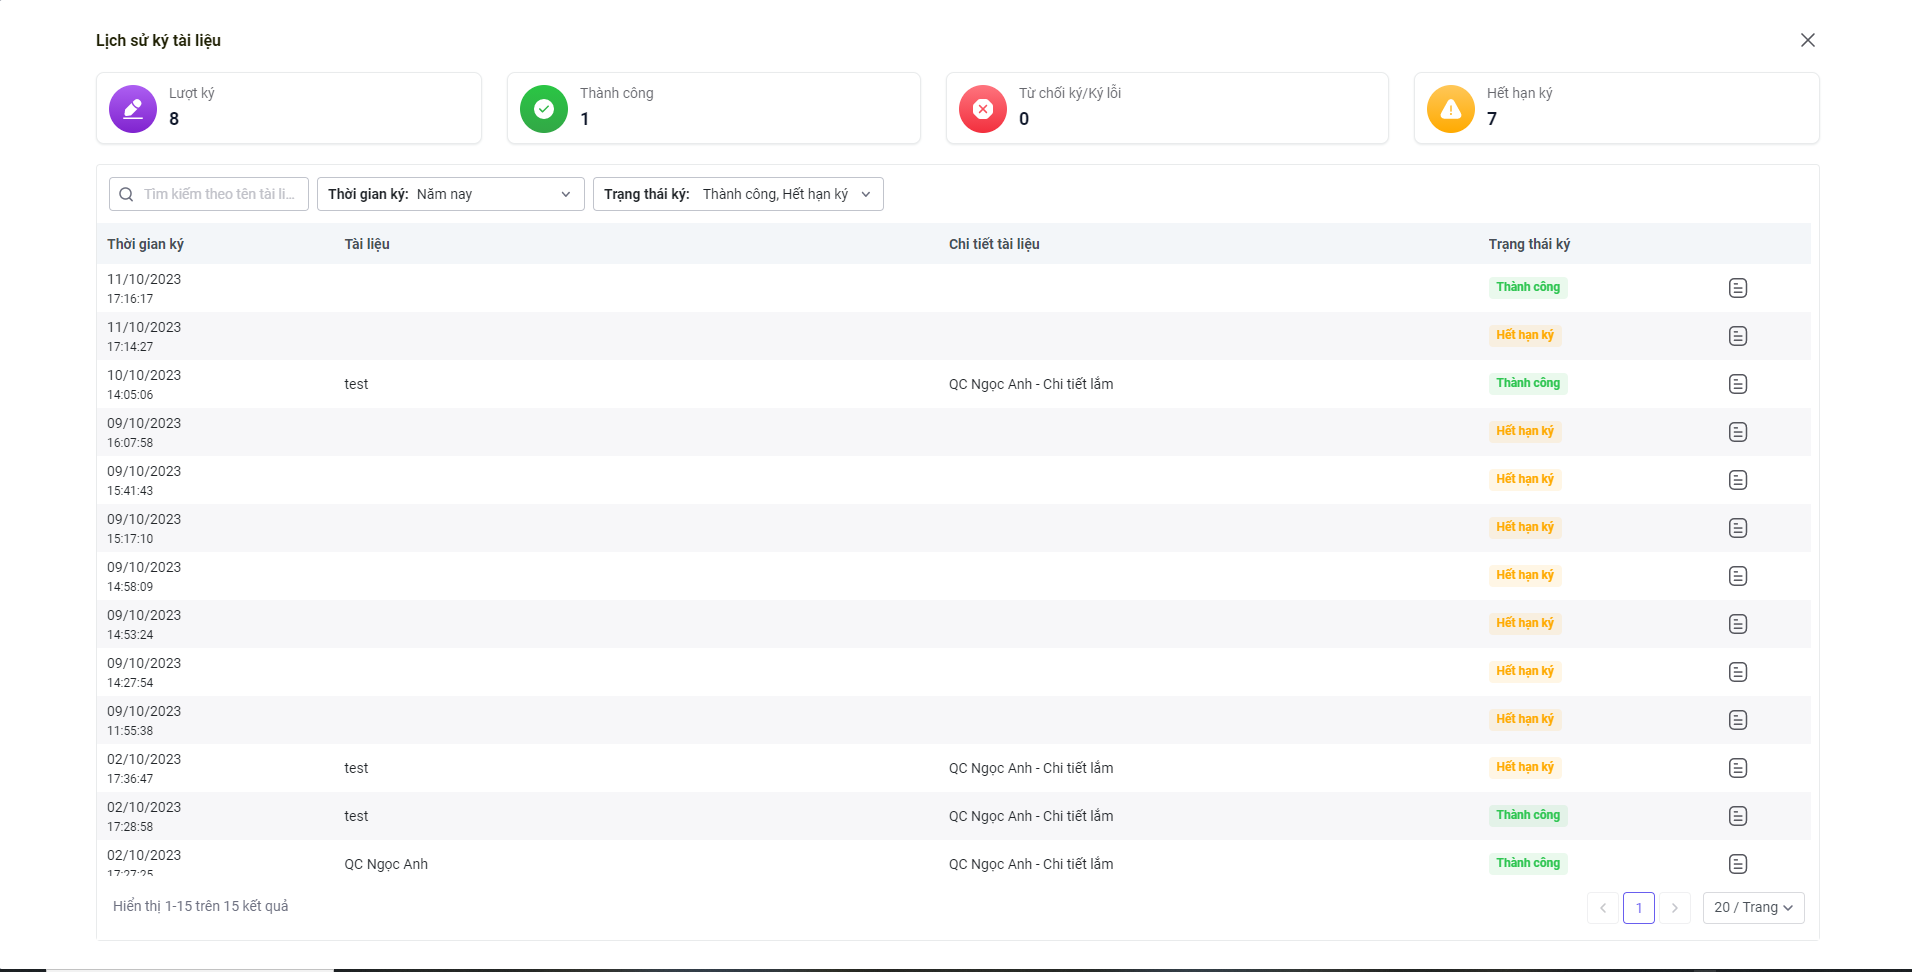 Lịch sử ký tài liệu
Lượt ký
8
Thành công
1
Từ chối ký/Ký lỗi
0
Hết hạn ký
7
Tìm kiếm theo tên tài li...
Thời gian ký: Năm nay
Trạng thái ký: Thành công, Hết hạn ký
Thời gian ký Tài liệu Chi tiết tài liệu Trạng thái ký
11/10/2023
17:16:17
Thành công
11/10/2023
17:14:27
Hết hạn ký
10/10/2023
14:05:06
test QC Ngọc Anh - Chi tiết lắm Thành công
09/10/2023
16:07:58
Hết hạn ký
09/10/2023
15:41:43
Hết hạn ký
09/10/2023
15:17:10
Hết hạn ký
09/10/2023
14:58:09
Hết hạn ký
09/10/2023
14:53:24
Hết hạn ký
09/10/2023
14:27:54
Hết hạn ký
09/10/2023
11:55:38
Hết hạn ký
02/10/2023
17:36:47
test QC Ngọc Anh - Chi tiết lắm Hết hạn ký
02/10/2023
17:28:58
test QC Ngọc Anh - Chi tiết lắm Thành công
02/10/2023
17:27:25
QC Ngọc Anh QC Ngọc Anh - Chi tiết lắm Thành công
Hiển thị 1-15 trên 15 kết quả
1
20 / Trang